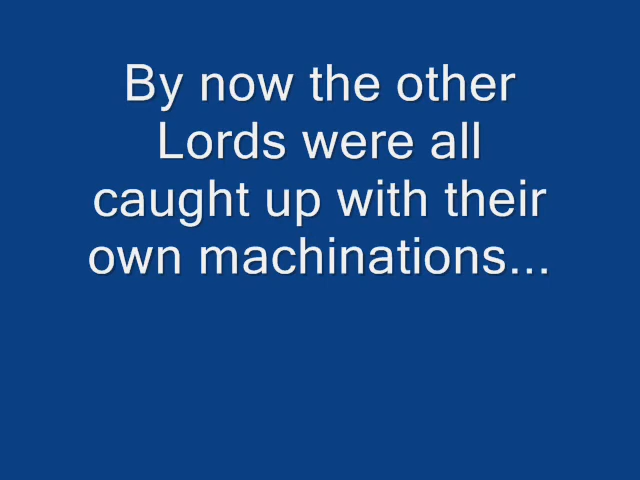 By now the other
Lords were all
caught up with their
own machinations...